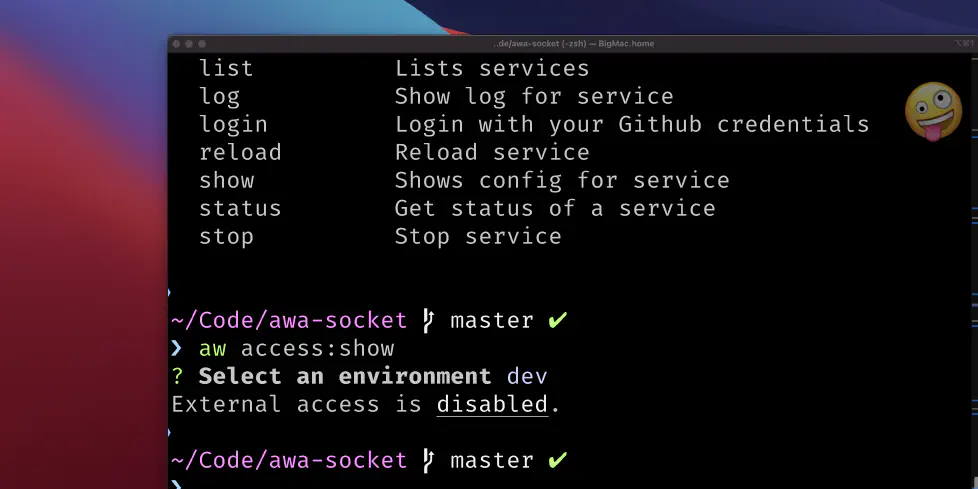 ..de/awa-socket (-zsh) — BigMac.home ⌥⌘1
list Lists services
log Show log for service
login Login with your Github credentials
reload Reload service
show Shows config for service
status Get status of a service
stop Stop service
~/Code/awa-socket master ✔
❯ aw access:show
? Select an environment dev
External access is disabled.
~/Code/awa-socket master ✔
❯